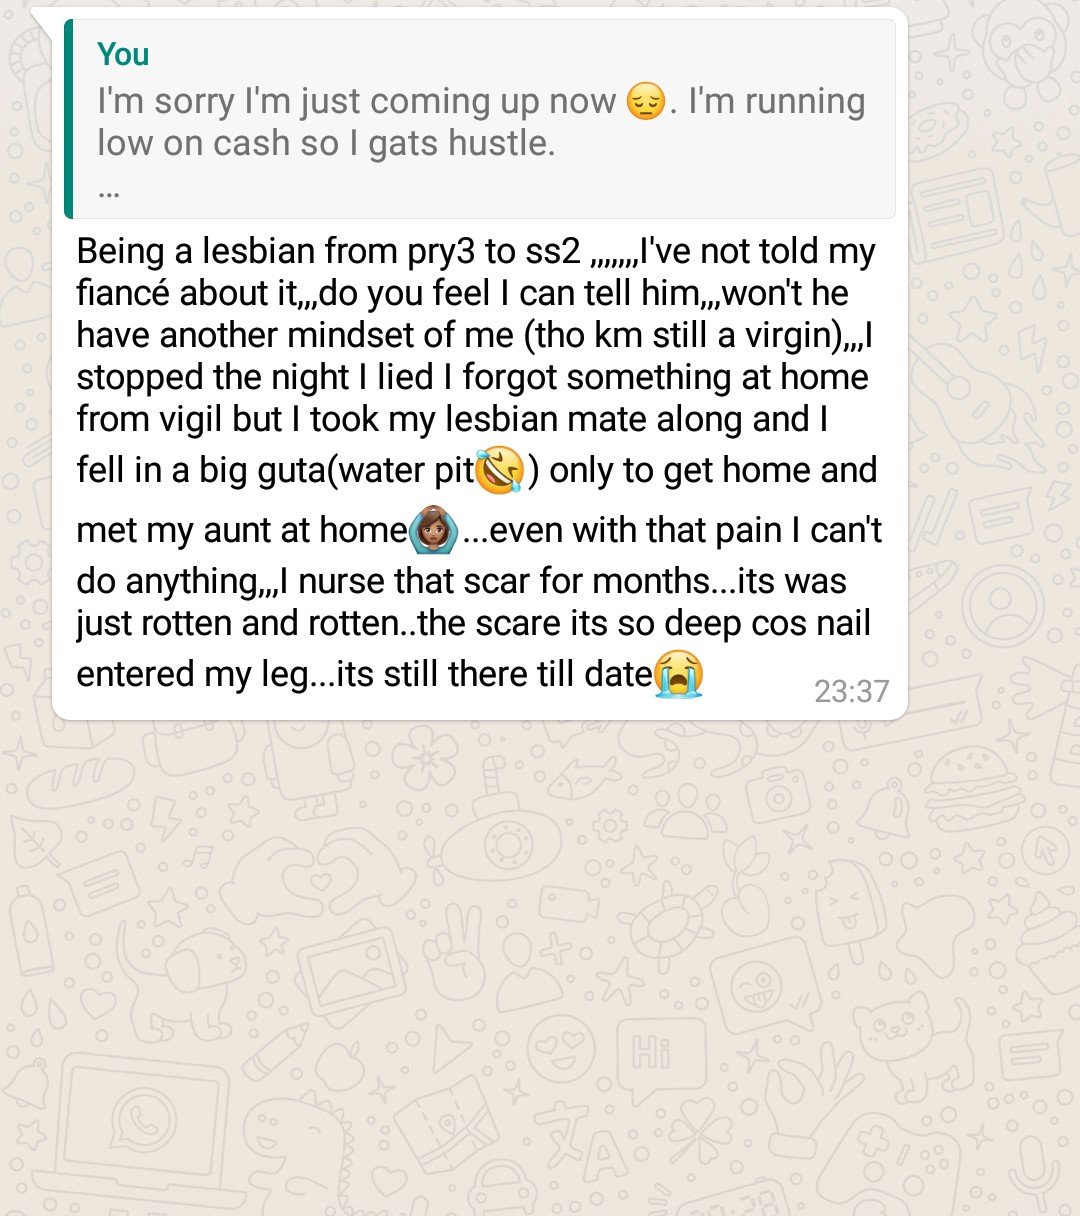 You
I'm sorry I'm just coming up now 😔. I'm running
low on cash so I gats hustle.
...
Being a lesbian from pry3 to ss2 ,,,,,,,I've not told my
fiancé about it,,,do you feel I can tell him,,,won't he
have another mindset of me (tho km still a virgin),,,I
stopped the night I lied I forgot something at home
from vigil but I took my lesbian mate along and I
fell in a big guta(water pit🤣) only to get home and
met my aunt at home🙆🏾‍♀️...even with that pain I can't
do anything,,,I nurse that scar for months...its was
just rotten and rotten..the scare its so deep cos nail
entered my leg...its still there till date😭
23:37
Hi